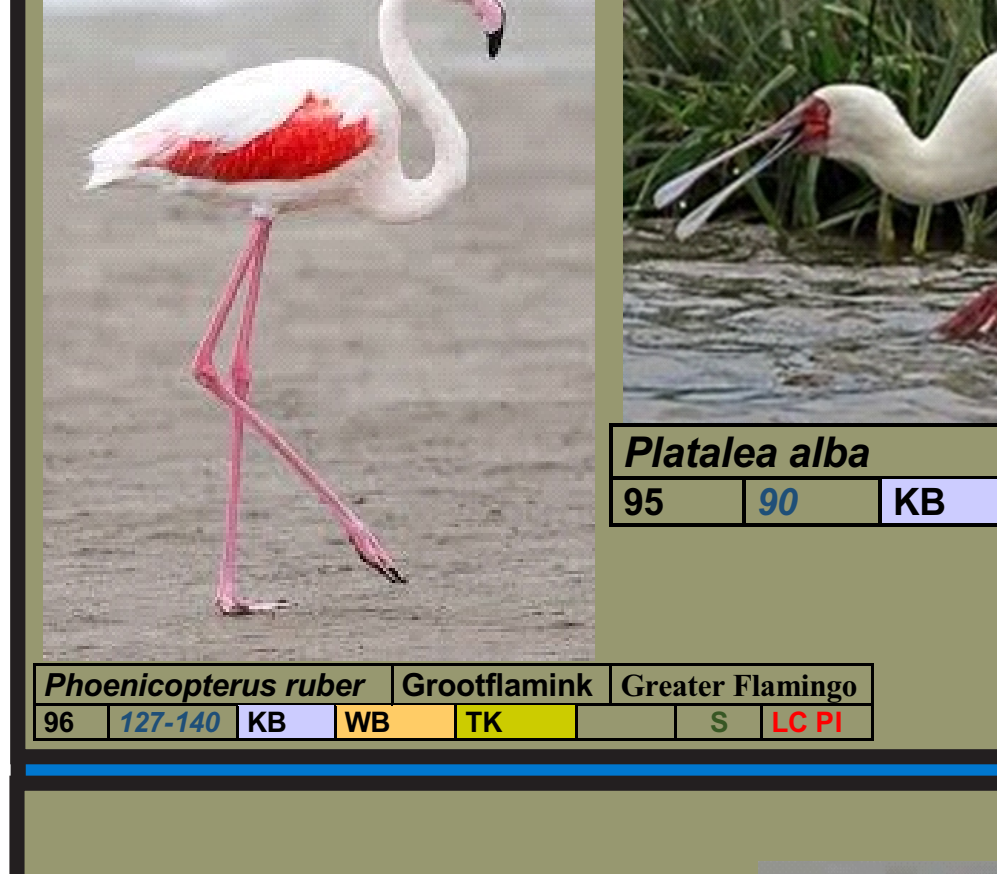 Platalea alba
95 90 KB
Phoenicopterus ruber Grootflamink Greater Flamingo
96 127-140 KB WB TK S LC PI